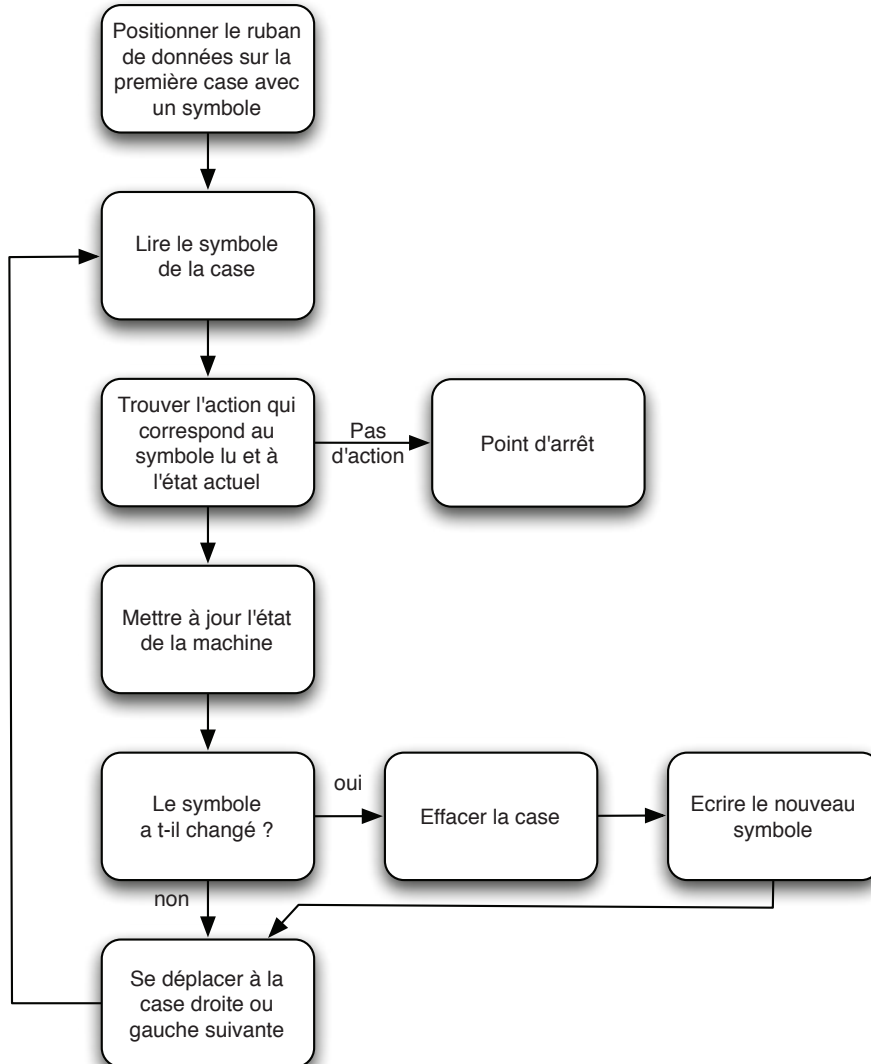 Positionner le ruban
de données sur la
première case avec
un symbole
Lire le symbole
de la case
Trouver l'action qui
correspond au
symbole lu et à
l'état actuel
Pas
d'action
Point d'arrêt
Mettre à jour l'état
de la machine
Le symbole
a t-il changé ?
oui
Effacer la case
Ecrire le nouveau
symbole
non
Se déplacer à la
case droite ou
gauche suivante